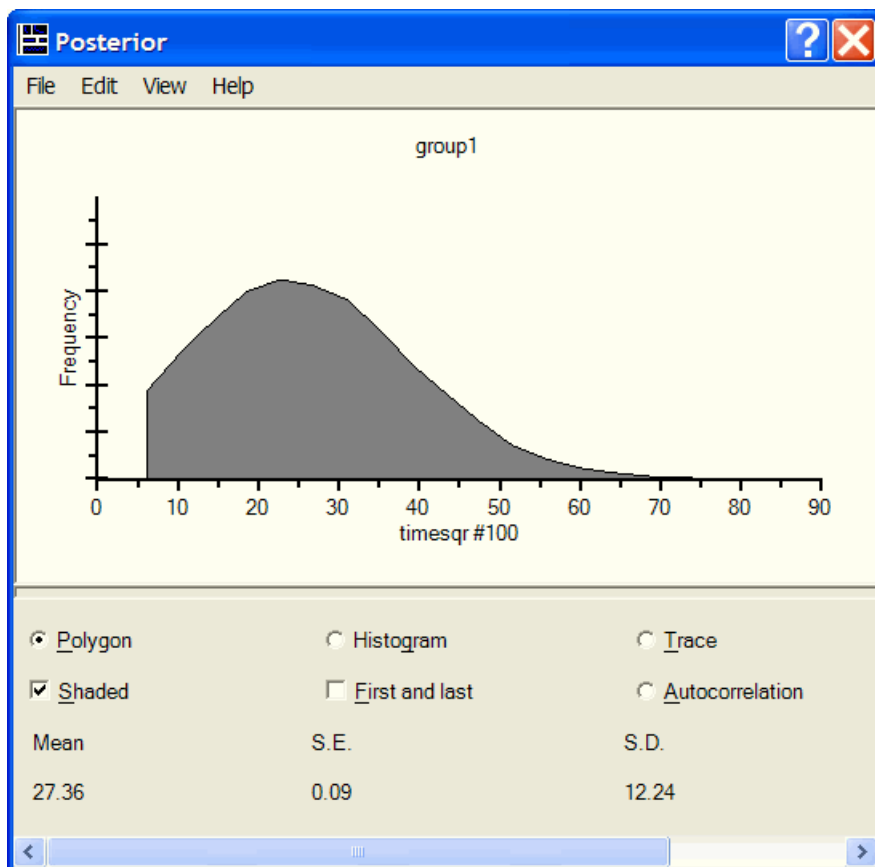 Posterior
File Edit View Help
group1
Frequency
0 10 20 30 40 50 60 70 80 90
timesqr #100
Polygon Histogram Trace
Shaded First and last Autocorrelation
Mean S.E. S.D.
27.36 0.09 12.24